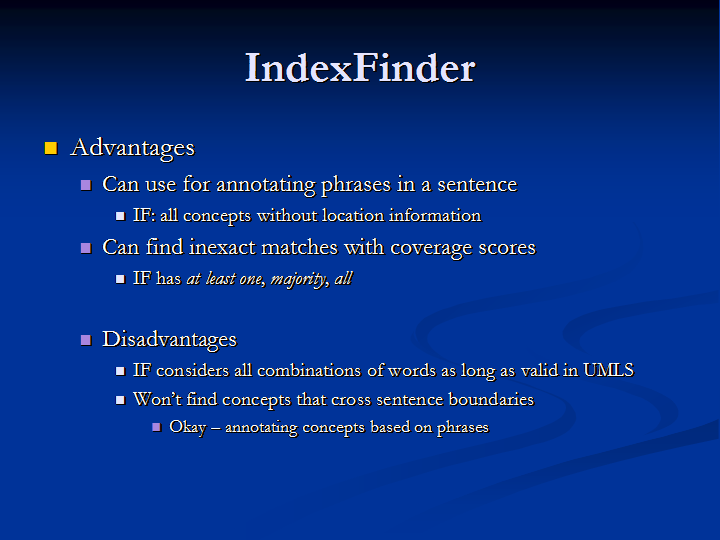 IndexFinder
Advantages
Can use for annotating phrases in a sentence
IF: all concepts without location information
Can find inexact matches with coverage scores
IF has at least one, majority, all
Disadvantages
IF considers all combinations of words as long as valid in UMLS
Won’t find concepts that cross sentence boundaries
Okay – annotating concepts based on phrases